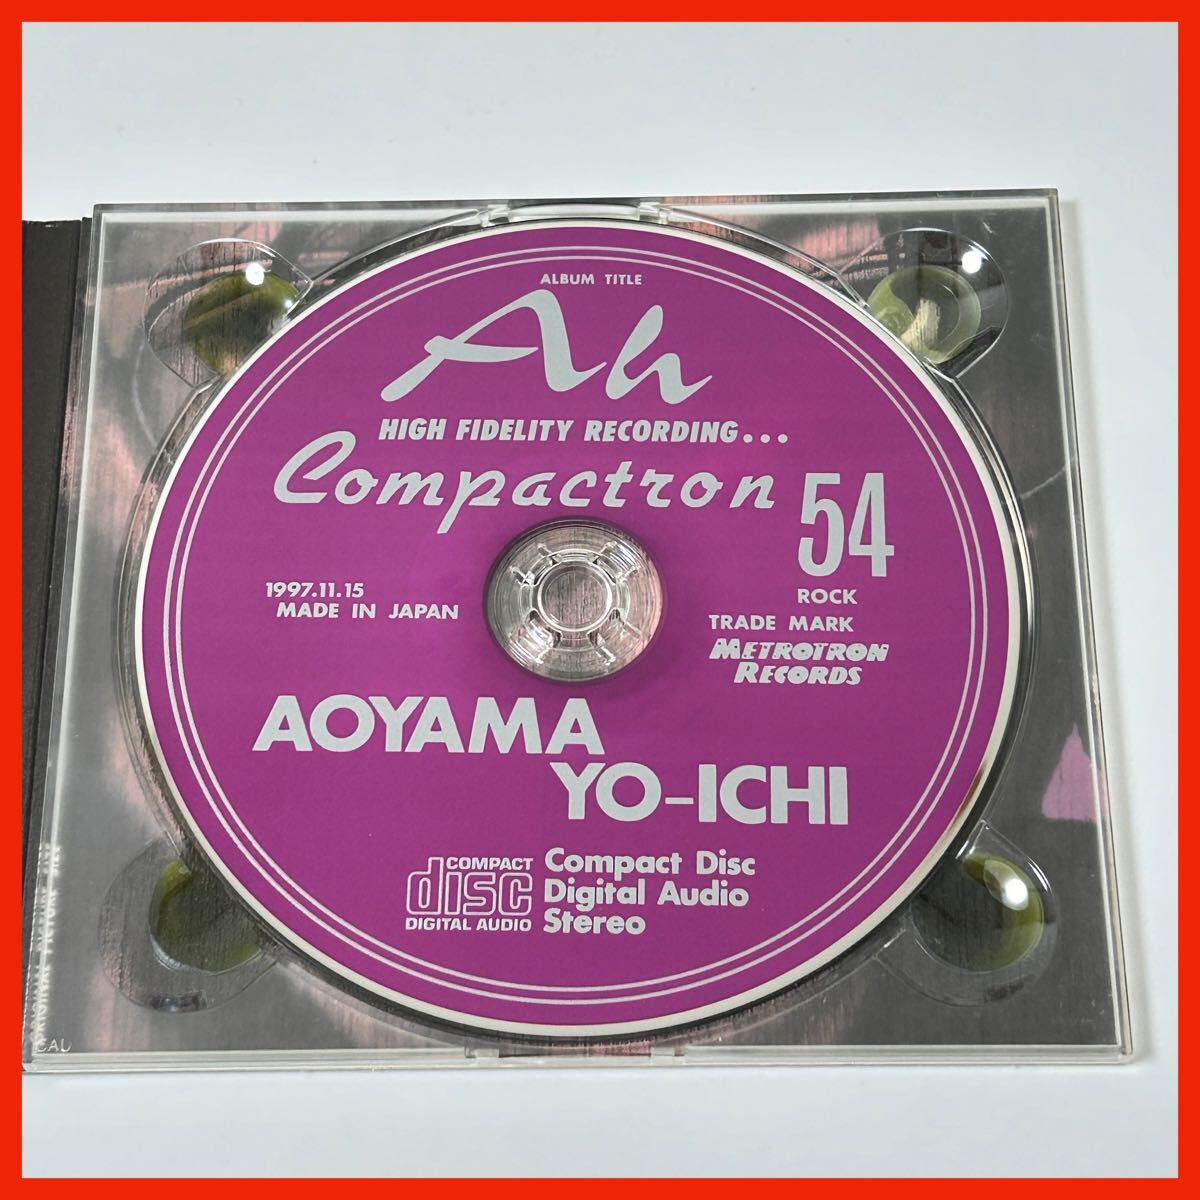 ALBUM TITLE
Ah
HIGH FIDELITY RECORDING...
Compactron
54
1997.11.15
MADE IN JAPAN
ROCK
TRADE MARK
METROTRON
RECORDS
AOYAMA
YO-ICHI
COMPACT
disc
DIGITAL AUDIO
Compact Disc
Digital Audio
Stereo